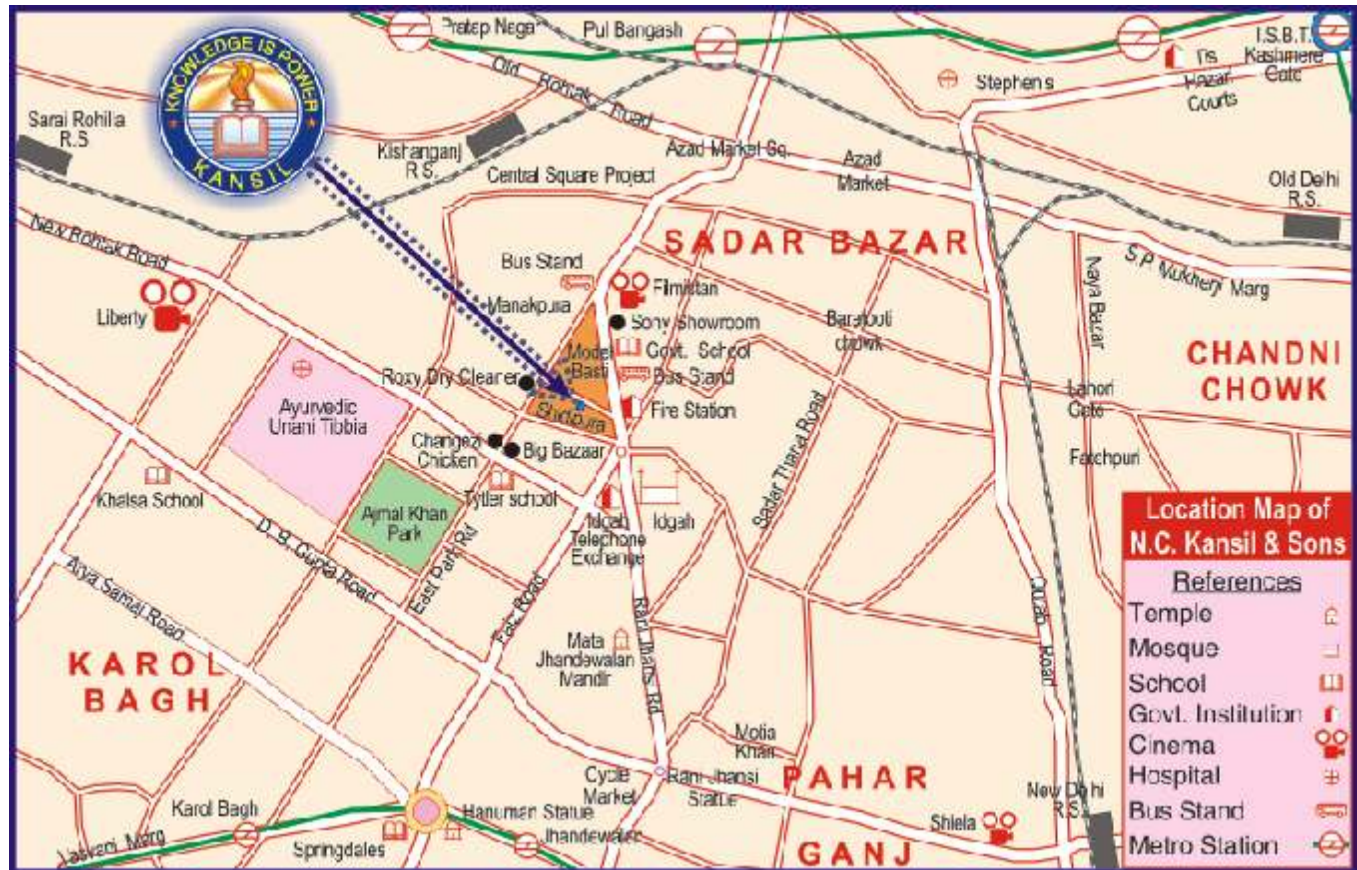 Pratap Nagar
Pul Bangash
I.S.B.T.
Kashmere
Gate
Tis
Hazari
Courts
Stephen's
KNOWLEDGE IS POWER
KANSIL
Old Rohtak Road
Sarai Rohilla
R.S
Kishanganj
R.S.
Azad Market Sq.
Azad
Market
Old Delhi
R.S.
Central Square Project
New Rohtak Road
SADAR BAZAR
S.P. Mukherji Marg
Naya Bazar
Bus Stand
Filmistan
Manakpura
Liberty
Sony Showroom
Barafooti
chowk
CHANDNI
CHOWK
Model
Basti
Govt. School
Roxy Dry Cleaner
Bus Stand
Shidipura
Fire Station
Lahori
Gate
Ayurvedic
Unani Tibbia
Changezi
Chicken
Big Bazaar
Sadar Thana Road
Fatehpuri
Khalsa School
Tytler school
Ajmal Khan
Park
Idgah
Telephone
Exchange
Idgah
D. B. Gupta Road
East Park Rd
Arya Samaj Road
Faiz Road
Rani Jhansi Rd
Qutab Road
Mata
Jhandewalan
Mandir
KAROL
BAGH
Motia
Khan
Cycle
Market
Rani Jhansi
Statue
PAHAR
GANJ
New Delhi
R.S.
Karol Bagh
Hanuman Statue
Jhandewalan
Shiela
Springdales
Marg
Location Map of
N.C. Kansil & Sons
References
Temple
Mosque
School
Govt. Institution
Cinema
Hospital
Bus Stand
Metro Station